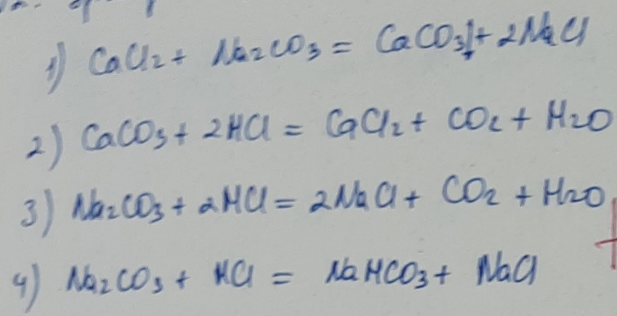 1) CaCl2 + Na2CO3 = CaCO3↓ + 2NaCl
2) CaCO3 + 2HCl = CaCl2 + CO2 + H2O
3) Na2CO3 + 2HCl = 2NaCl + CO2 + H2O
4) Na2CO3 + HCl = NaHCO3 + NaCl